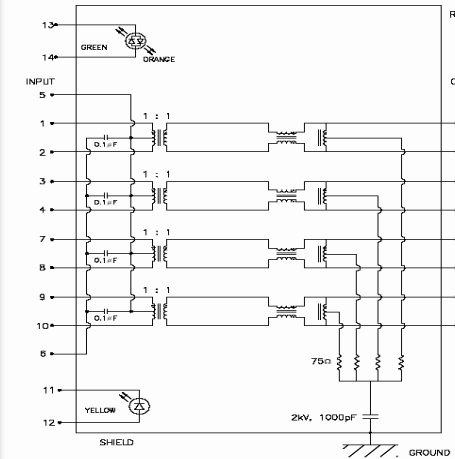 R
13
GREEN
14
ORANGE
INPUT
C
5
1 : 1
1
0.1µF
2
1 : 1
3
0.1µF
4
1 : 1
7
0.1µF
8
1 : 1
9
0.1µF
10
6
75Ω
11
YELLOW
2kV, 1000pF
12
SHIELD
GROUND